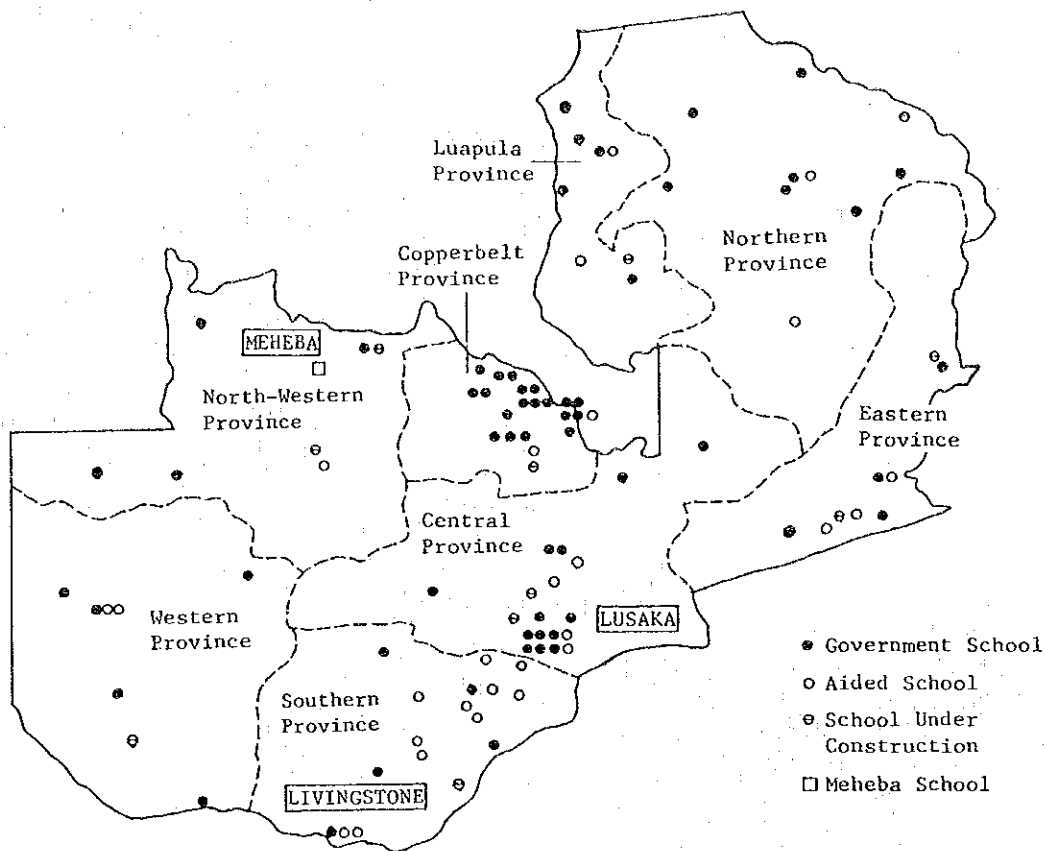 Luapula
Province
Copperbelt
Province
Northern
Province
MEHEBA
North-Western
Province
Eastern
Province
Central
Province
Western
Province
LUSAKA
Southern
Province
LIVINGSTONE
Government School
Aided School
School Under
Construction
Meheba School